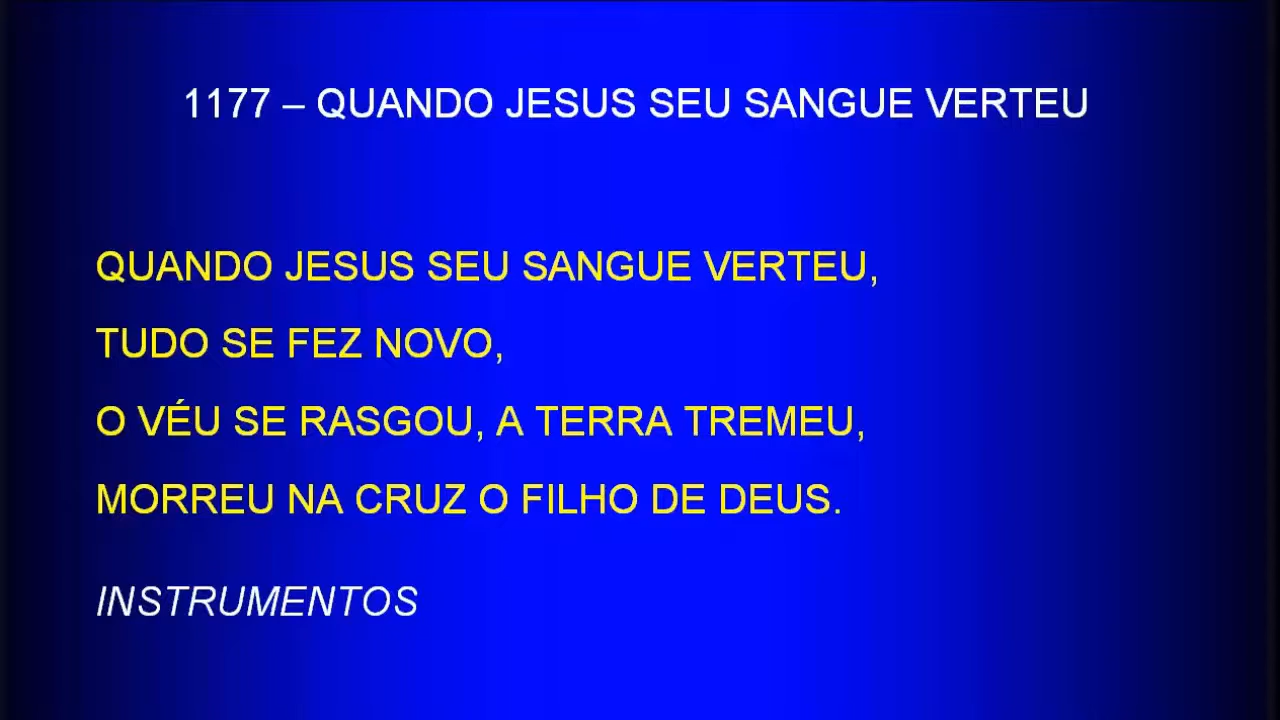 1177 – QUANDO JESUS SEU SANGUE VERTEU
QUANDO JESUS SEU SANGUE VERTEU,
TUDO SE FEZ NOVO,
O VÉU SE RASGOU, A TERRA TREMEU,
MORREU NA CRUZ O FILHO DE DEUS.
INSTRUMENTOS